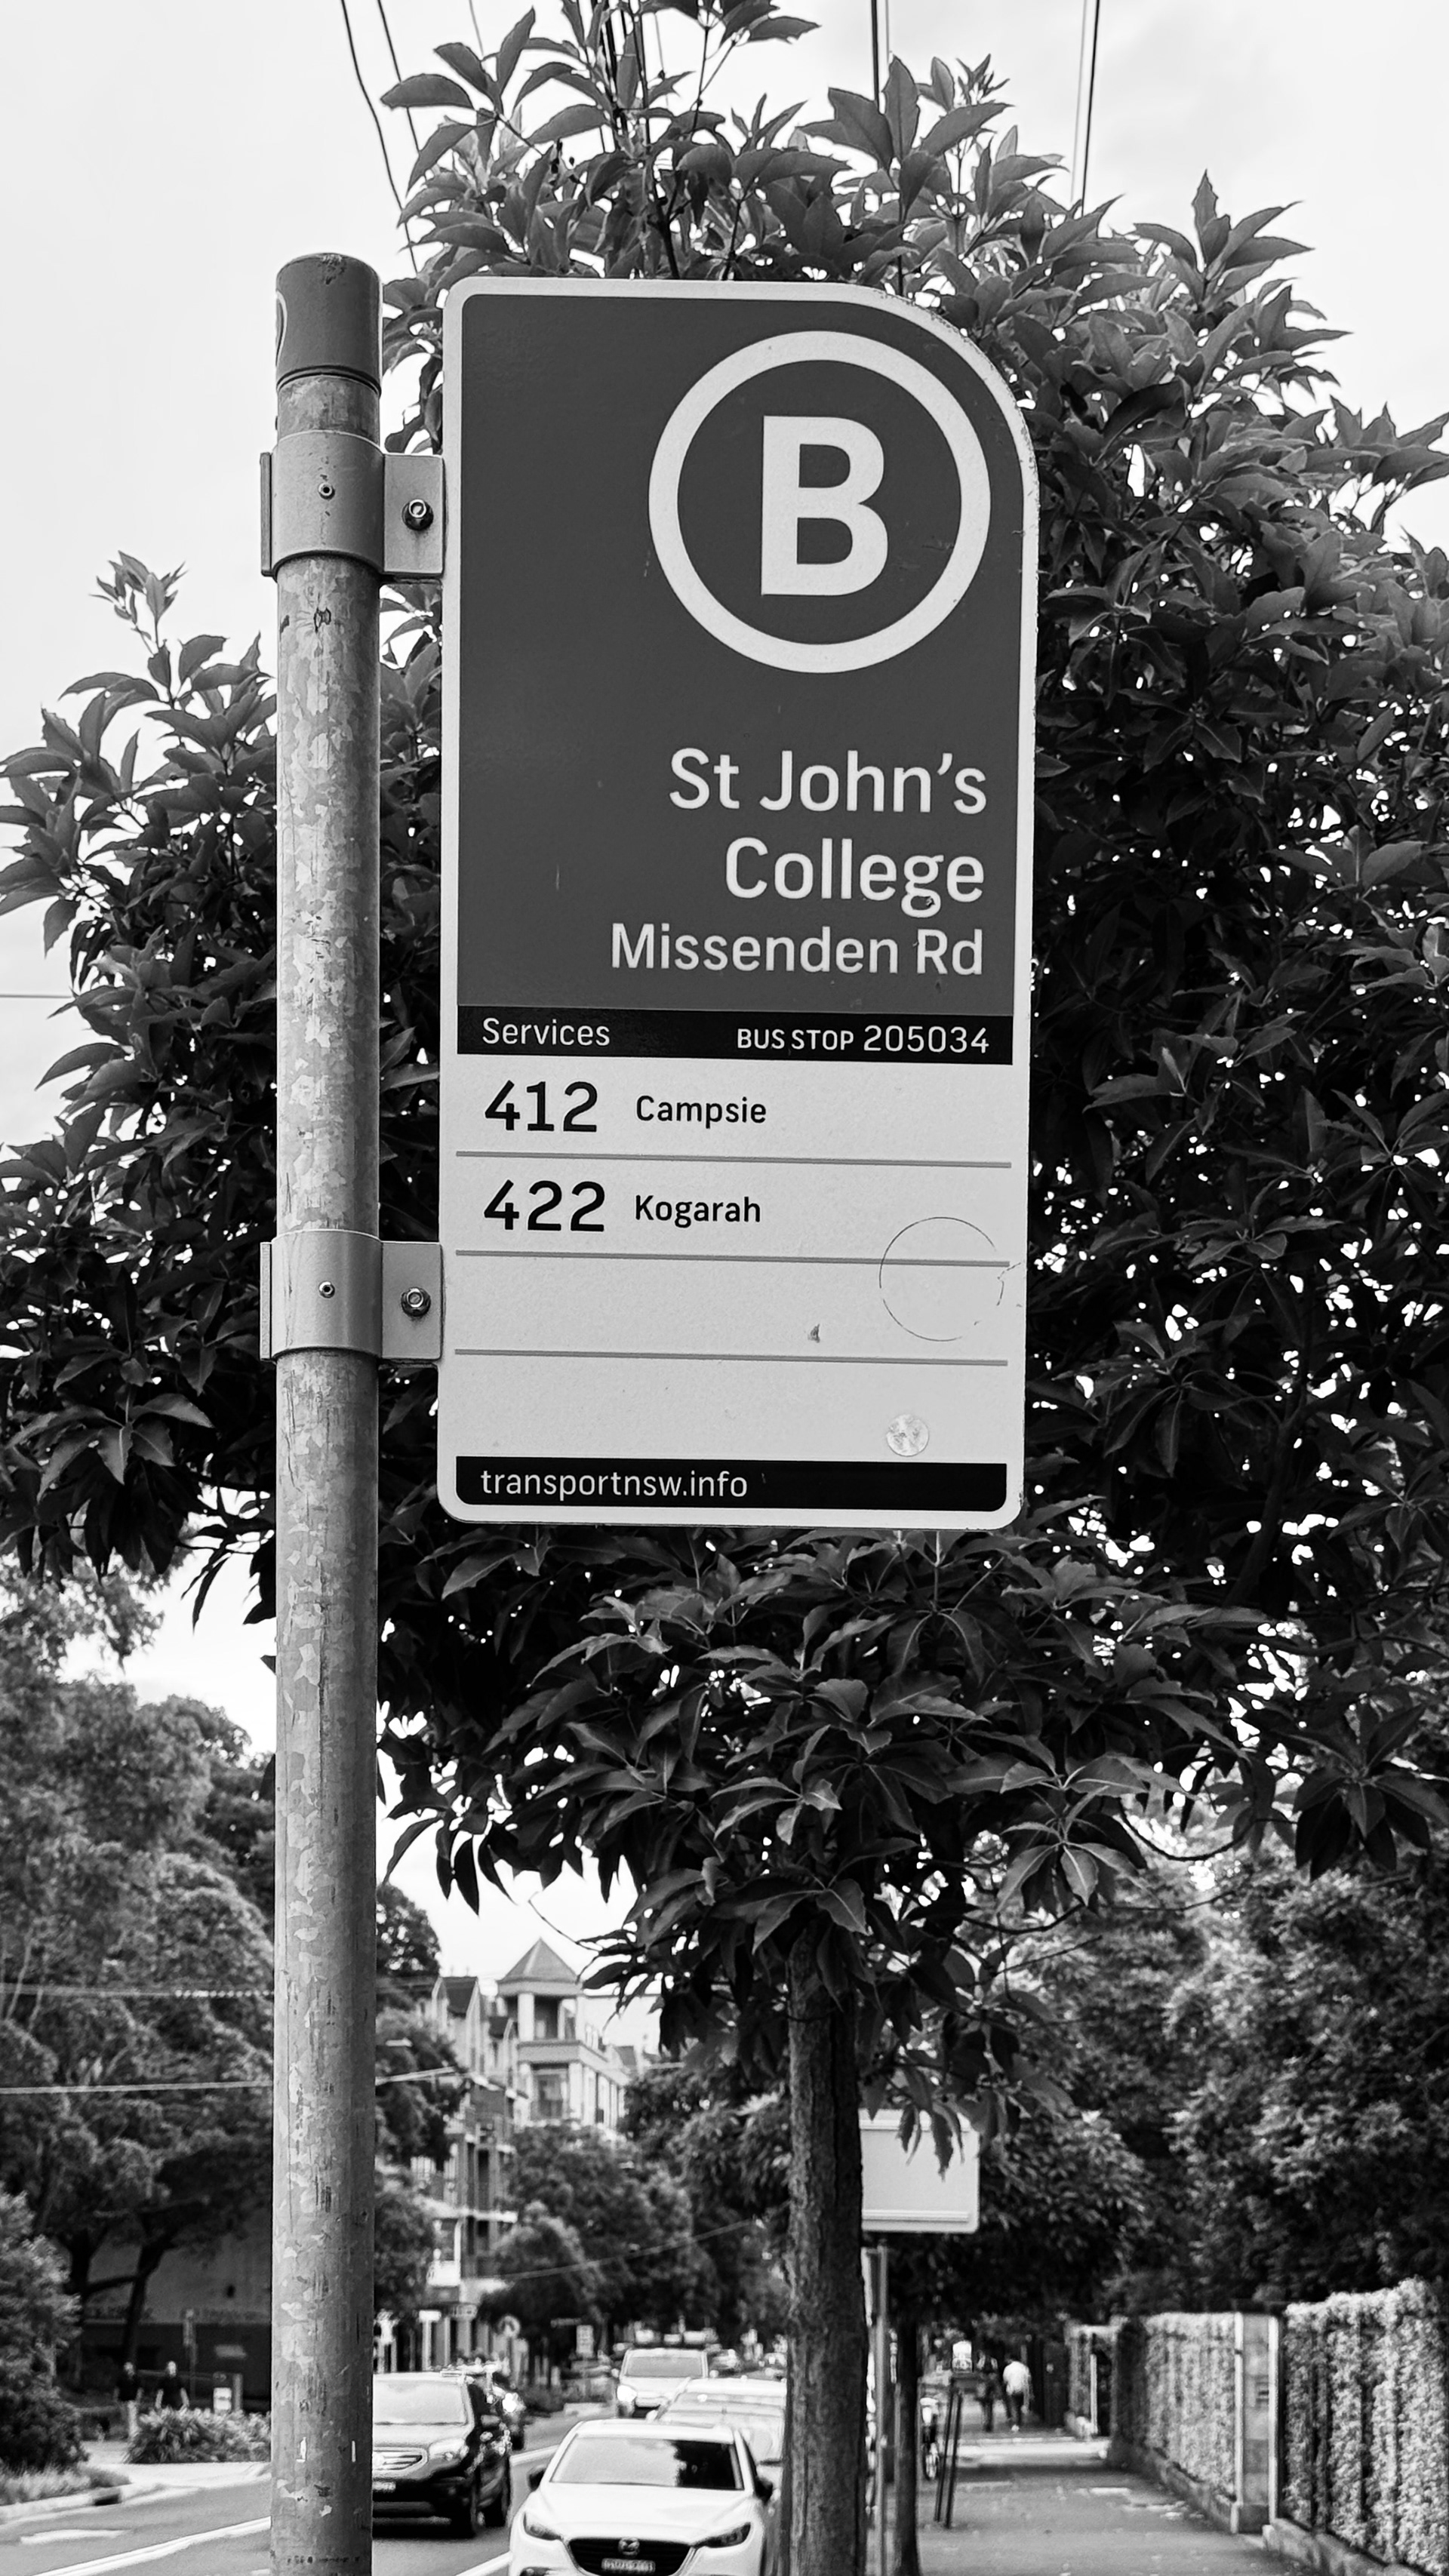 B
St John’s
College
Missenden Rd
Services BUS STOP 205034
412 Campsie
422 Kogarah
transportnsw.info